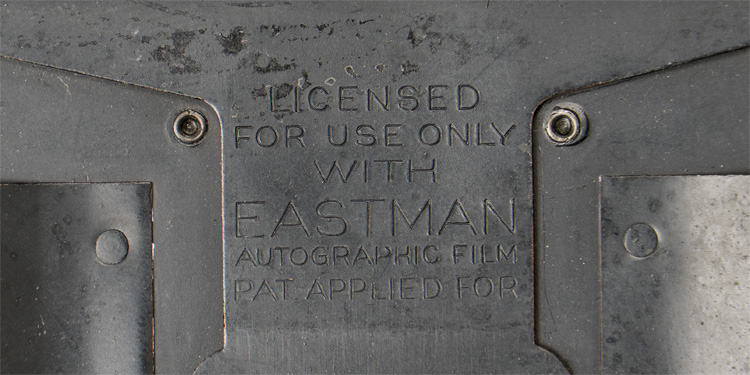 LICENSED
FOR USE ONLY
WITH
EASTMAN
AUTOGRAPHIC FILM
PAT APPLIED FOR